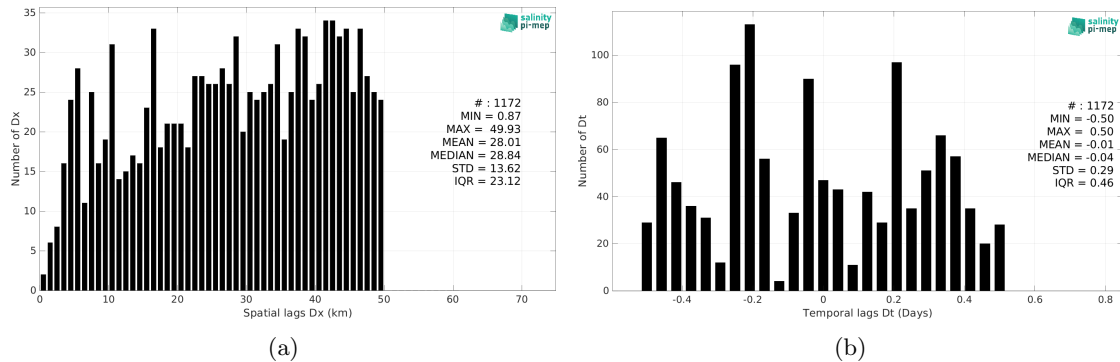 35
30
25
20
15
10
5
0
Number of Dx
0
10
20
30
40
50
60
70
Spatial lags Dx (km)
salinity
pi-mep
# : 1172
MIN = 0.87
MAX = 49.93
MEAN = 28.01
MEDIAN = 28.84
STD = 13.62
IQR = 23.12
(a)
100
80
60
40
20
0
Number of Dt
-0.4
-0.2
0
0.2
0.4
0.6
0.8
Temporal lags Dt (Days)
salinity
pi-mep
# : 1172
MIN = -0.50
MAX = 0.50
MEAN = -0.01
MEDIAN = -0.04
STD = 0.29
IQR = 0.46
(b)